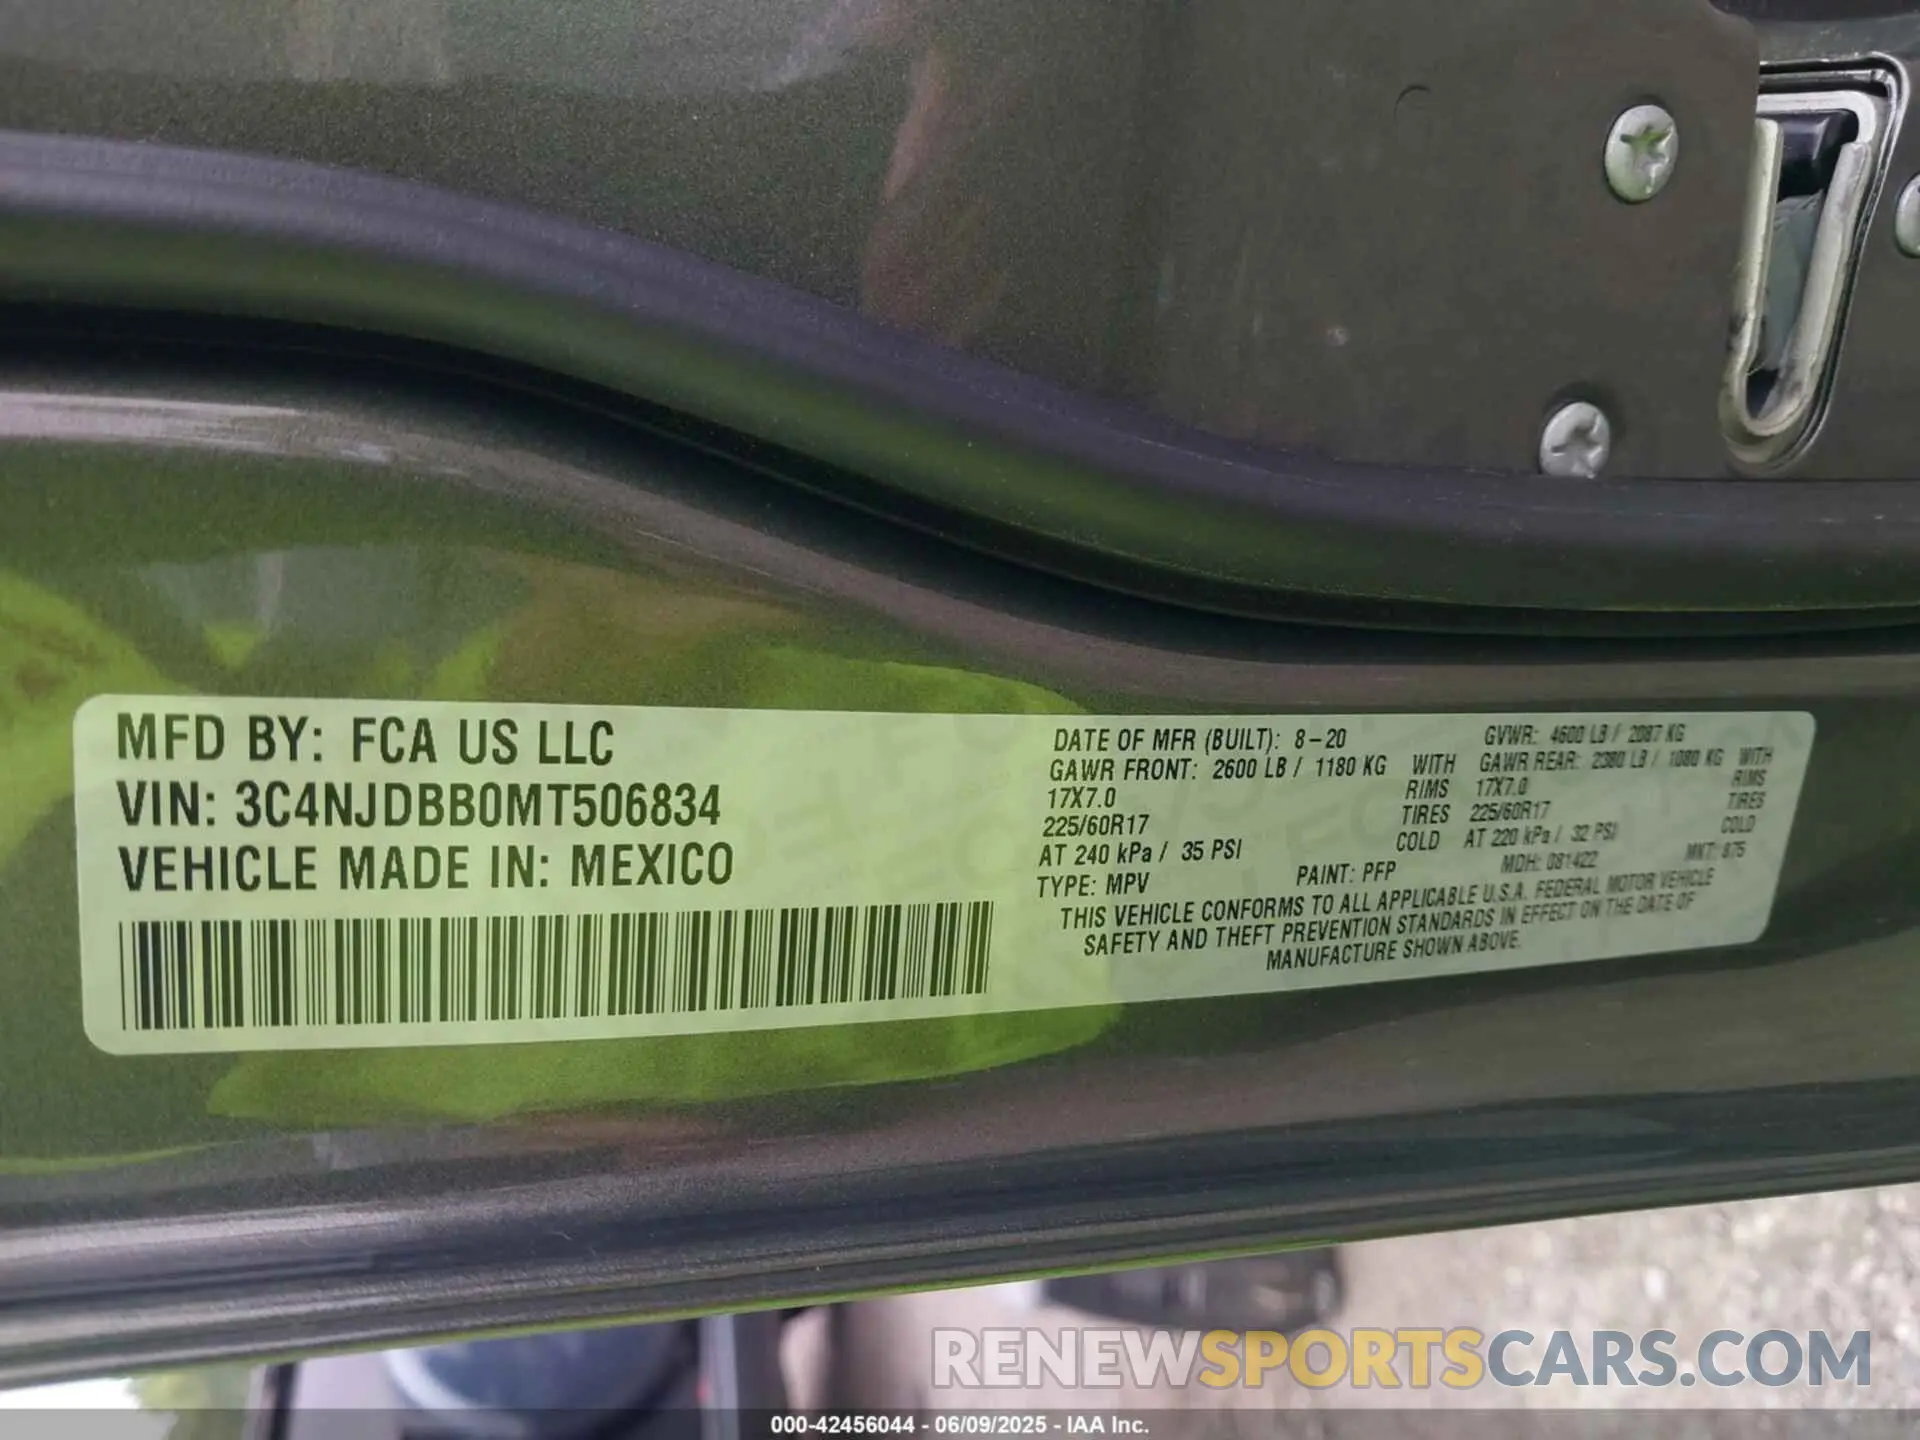 MFD BY: FCA US LLC
VIN: 3C4NJDBB0MT506834
VEHICLE MADE IN: MEXICO
DATE OF MFR (BUILT): 8-20 GVWR: 4600 LB / 2087 KG
GAWR FRONT: 2600 LB / 1180 KG WITH GAWR REAR: 2380 LB / 1080 KG WITH
17X7.0 RIMS 17X7.0 RIMS
225/60R17 TIRES 225/60R17 TIRES
AT 240 kPa / 35 PSI COLD AT 220 kPa / 32 PSI COLD
TYPE: MPV PAINT: PFP MDH: 081422 MKT: 875
THIS VEHICLE CONFORMS TO ALL APPLICABLE U.S.A. FEDERAL MOTOR VEHICLE
SAFETY AND THEFT PREVENTION STANDARDS IN EFFECT ON THE DATE OF
MANUFACTURE SHOWN ABOVE.
RENEWSPORTSCARS.COM
000-42456044 - 06/09/2025 - IAA Inc.